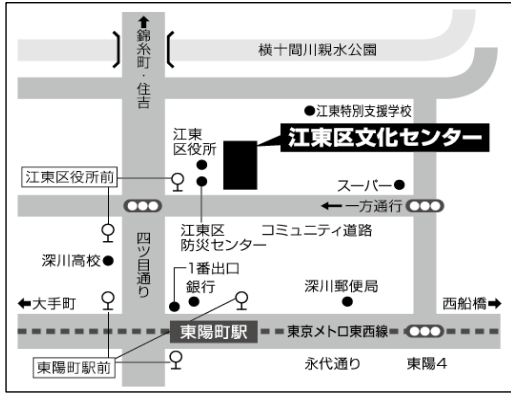 錦糸町・住吉
横十間川親水公園
江東特別支援学校
江東
区役所
江東区文化センター
江東区役所前
スーパー
一方通行
江東区
防災センター
コミュニティ道路
四ツ目通り
深川高校
1番出口
銀行
深川郵便局
大手町
西船橋
東陽町駅
東京メトロ東西線
東陽町駅前
永代通り
東陽4